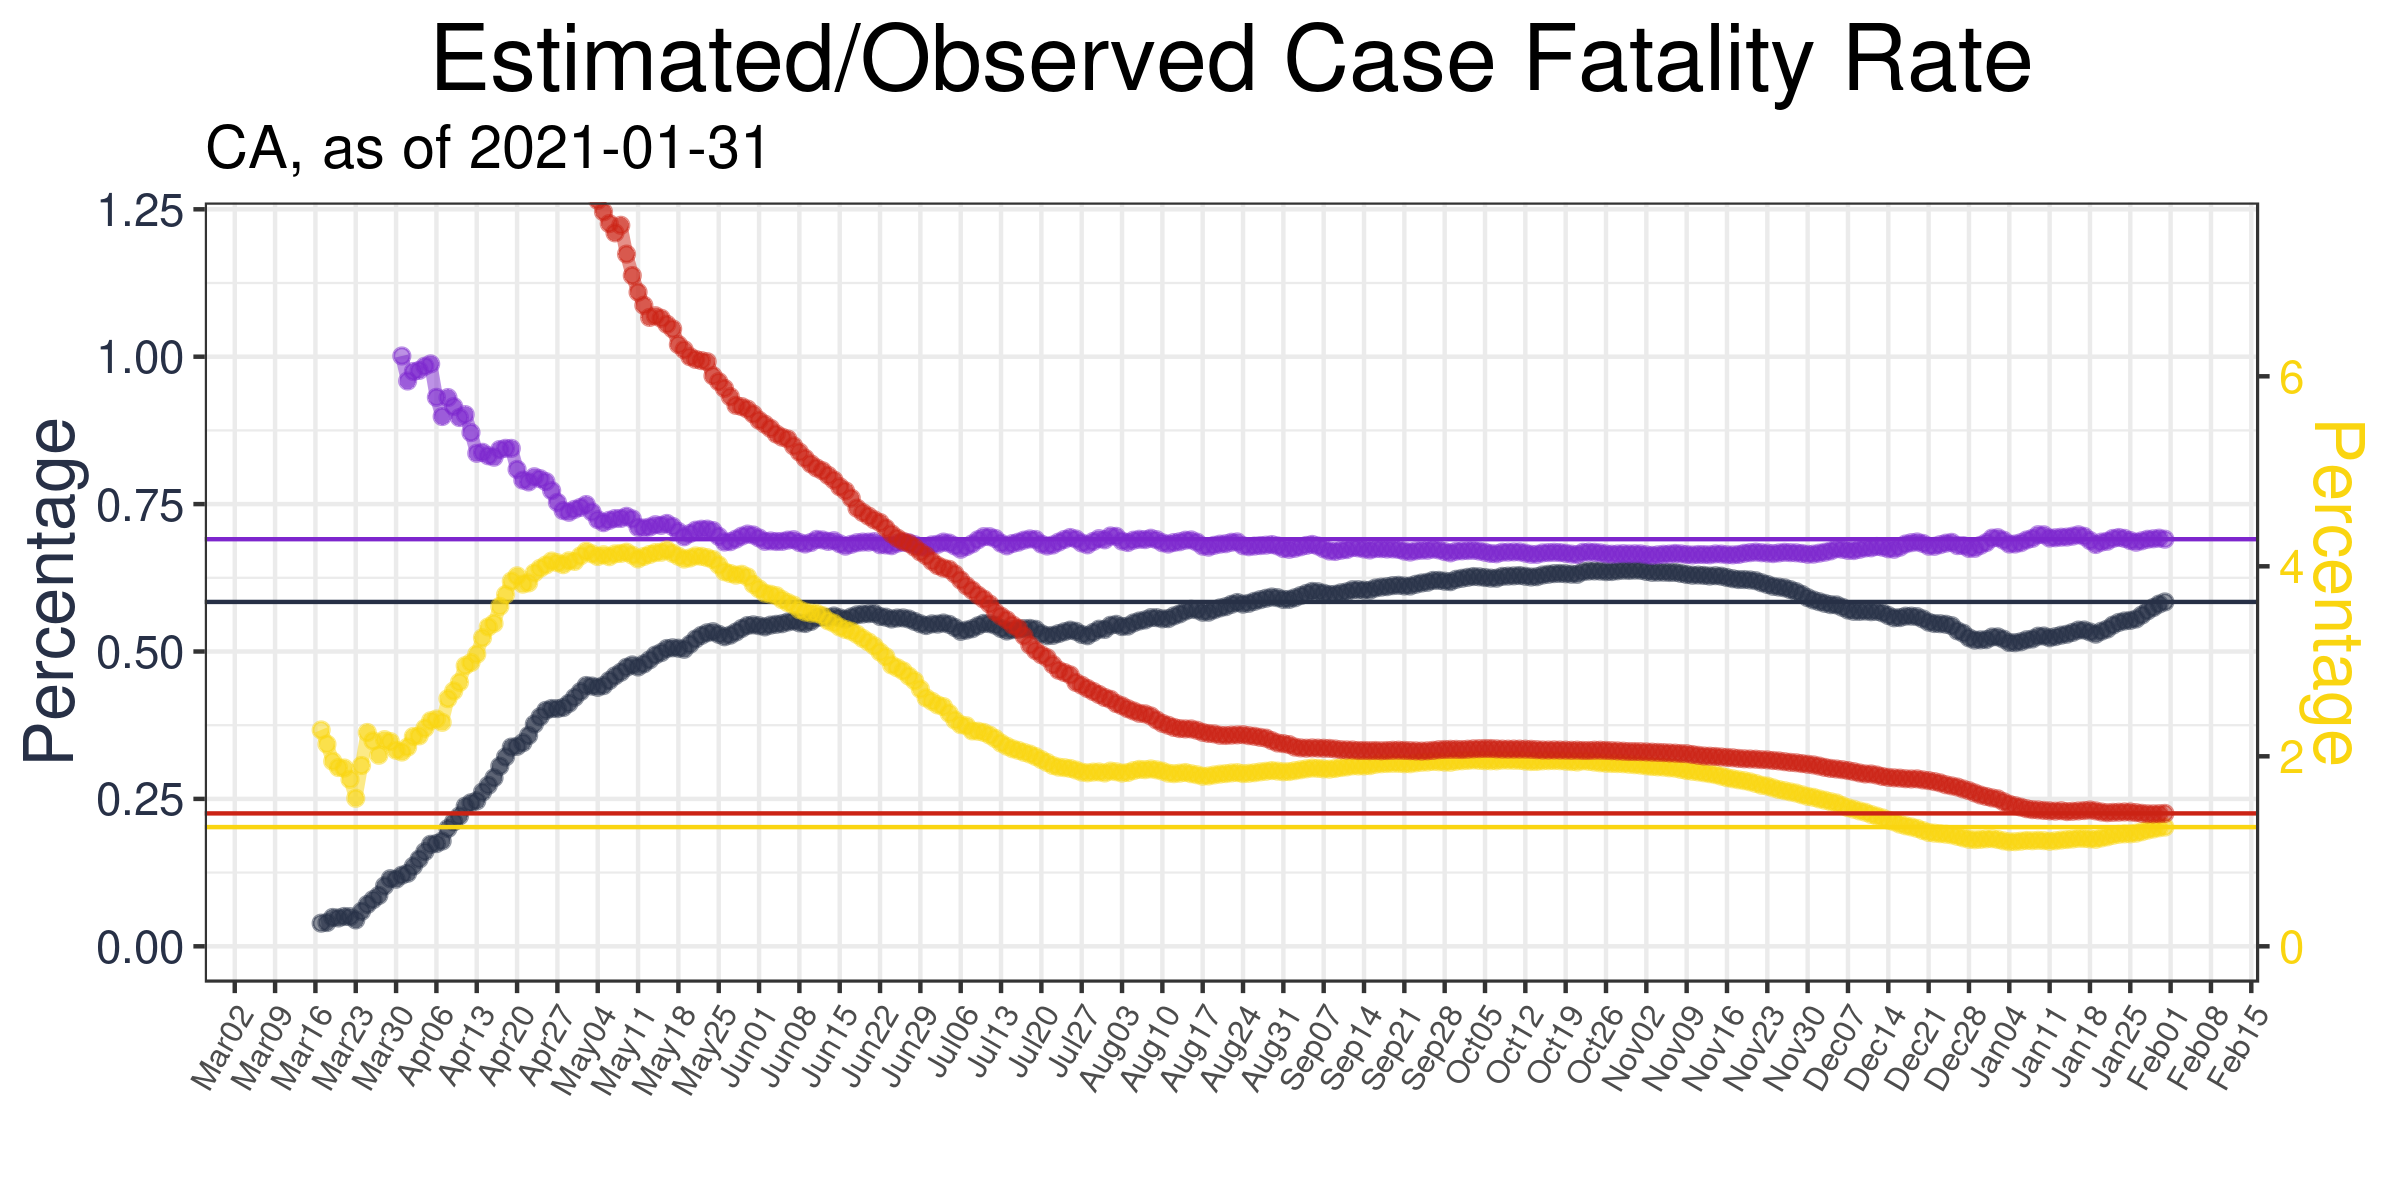 Estimated/Observed Case Fatality Rate
CA, as of 2021-01-31
Percentage
1.25
1.00
0.75
0.50
0.25
0.00
6
4
2
0
Percentage
Mar02 Mar09 Mar16 Mar23 Mar30 Apr06 Apr13 Apr20 Apr27 May04 May11 May18 May25 Jun01 Jun08 Jun15 Jun22 Jun29 Jul06 Jul13 Jul20 Jul27 Aug03 Aug10 Aug17 Aug24 Aug31 Sep07 Sep14 Sep21 Sep28 Oct05 Oct12 Oct19 Oct26 Nov02 Nov09 Nov16 Nov23 Nov30 Dec07 Dec14 Dec21 Dec28 Jan04 Jan11 Jan18 Jan25 Feb01 Feb08 Feb15